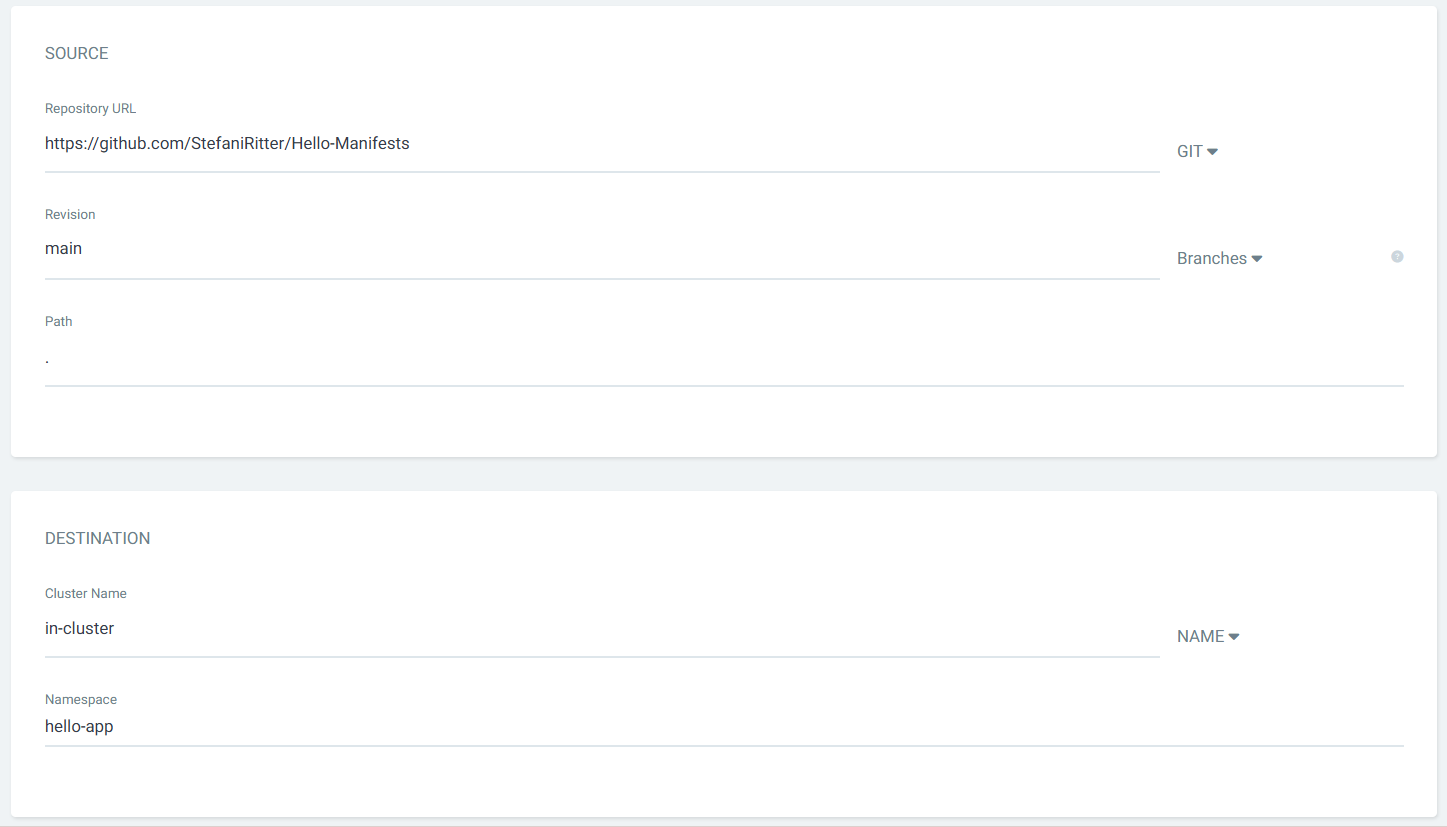 SOURCE
Repository URL
https://github.com/StefaniRitter/Hello-Manifests
GIT
Revision
main
Branches
?
Path
.
DESTINATION
Cluster Name
in-cluster
NAME
Namespace
hello-app